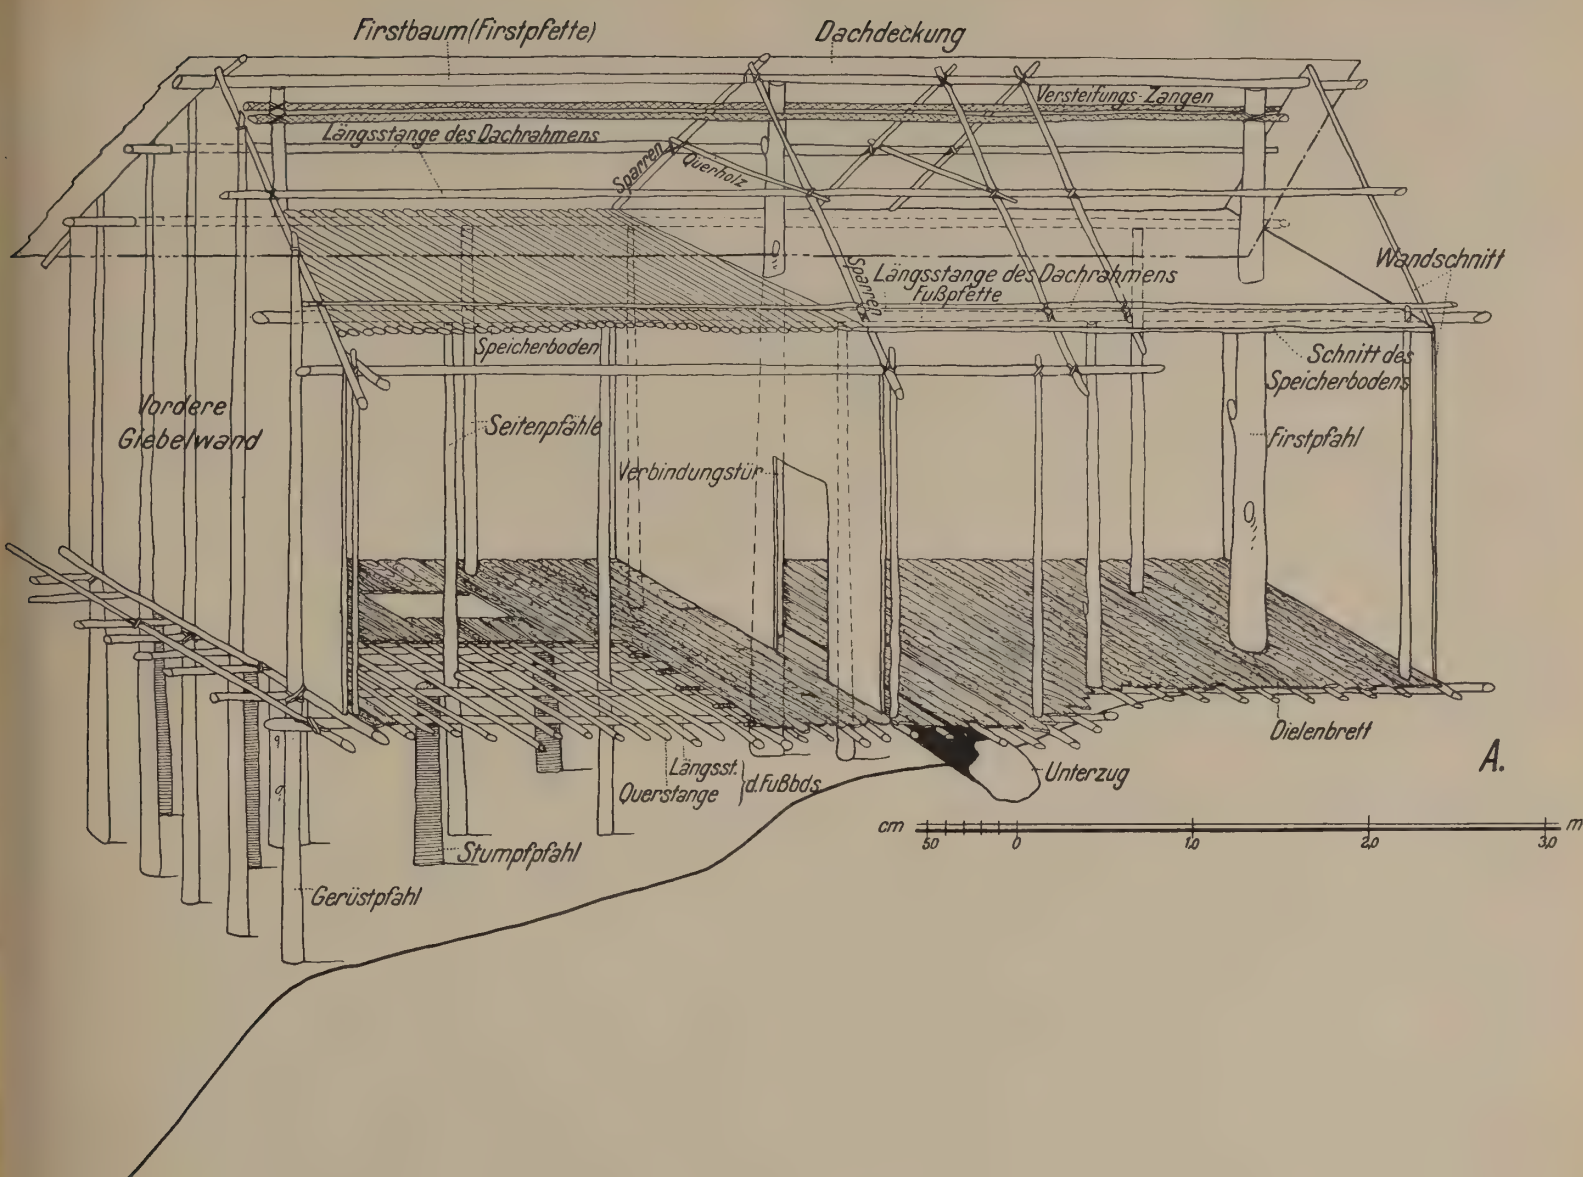 Firstbaum (Firstpfette)
Dachdeckung
Versteifungs-Zangen
Längsstange des Dachrahmens
Sparren
Querholz
Sparren
Längsstange des Dachrahmens
Fußpfette
Wandschnitt
Speicherboden
Schnitt des
Speicherbodens
Vordere
Giebelwand
Seitenpfähle
Firstpfahl
Verbindungstür
Dielenbrett
A.
q
q
Längsst.
Querstange
d. Fußbds.
Unterzug
cm
50
0
1,0
2,0
3,0
m
Stumpfpfahl
Gerüstpfahl